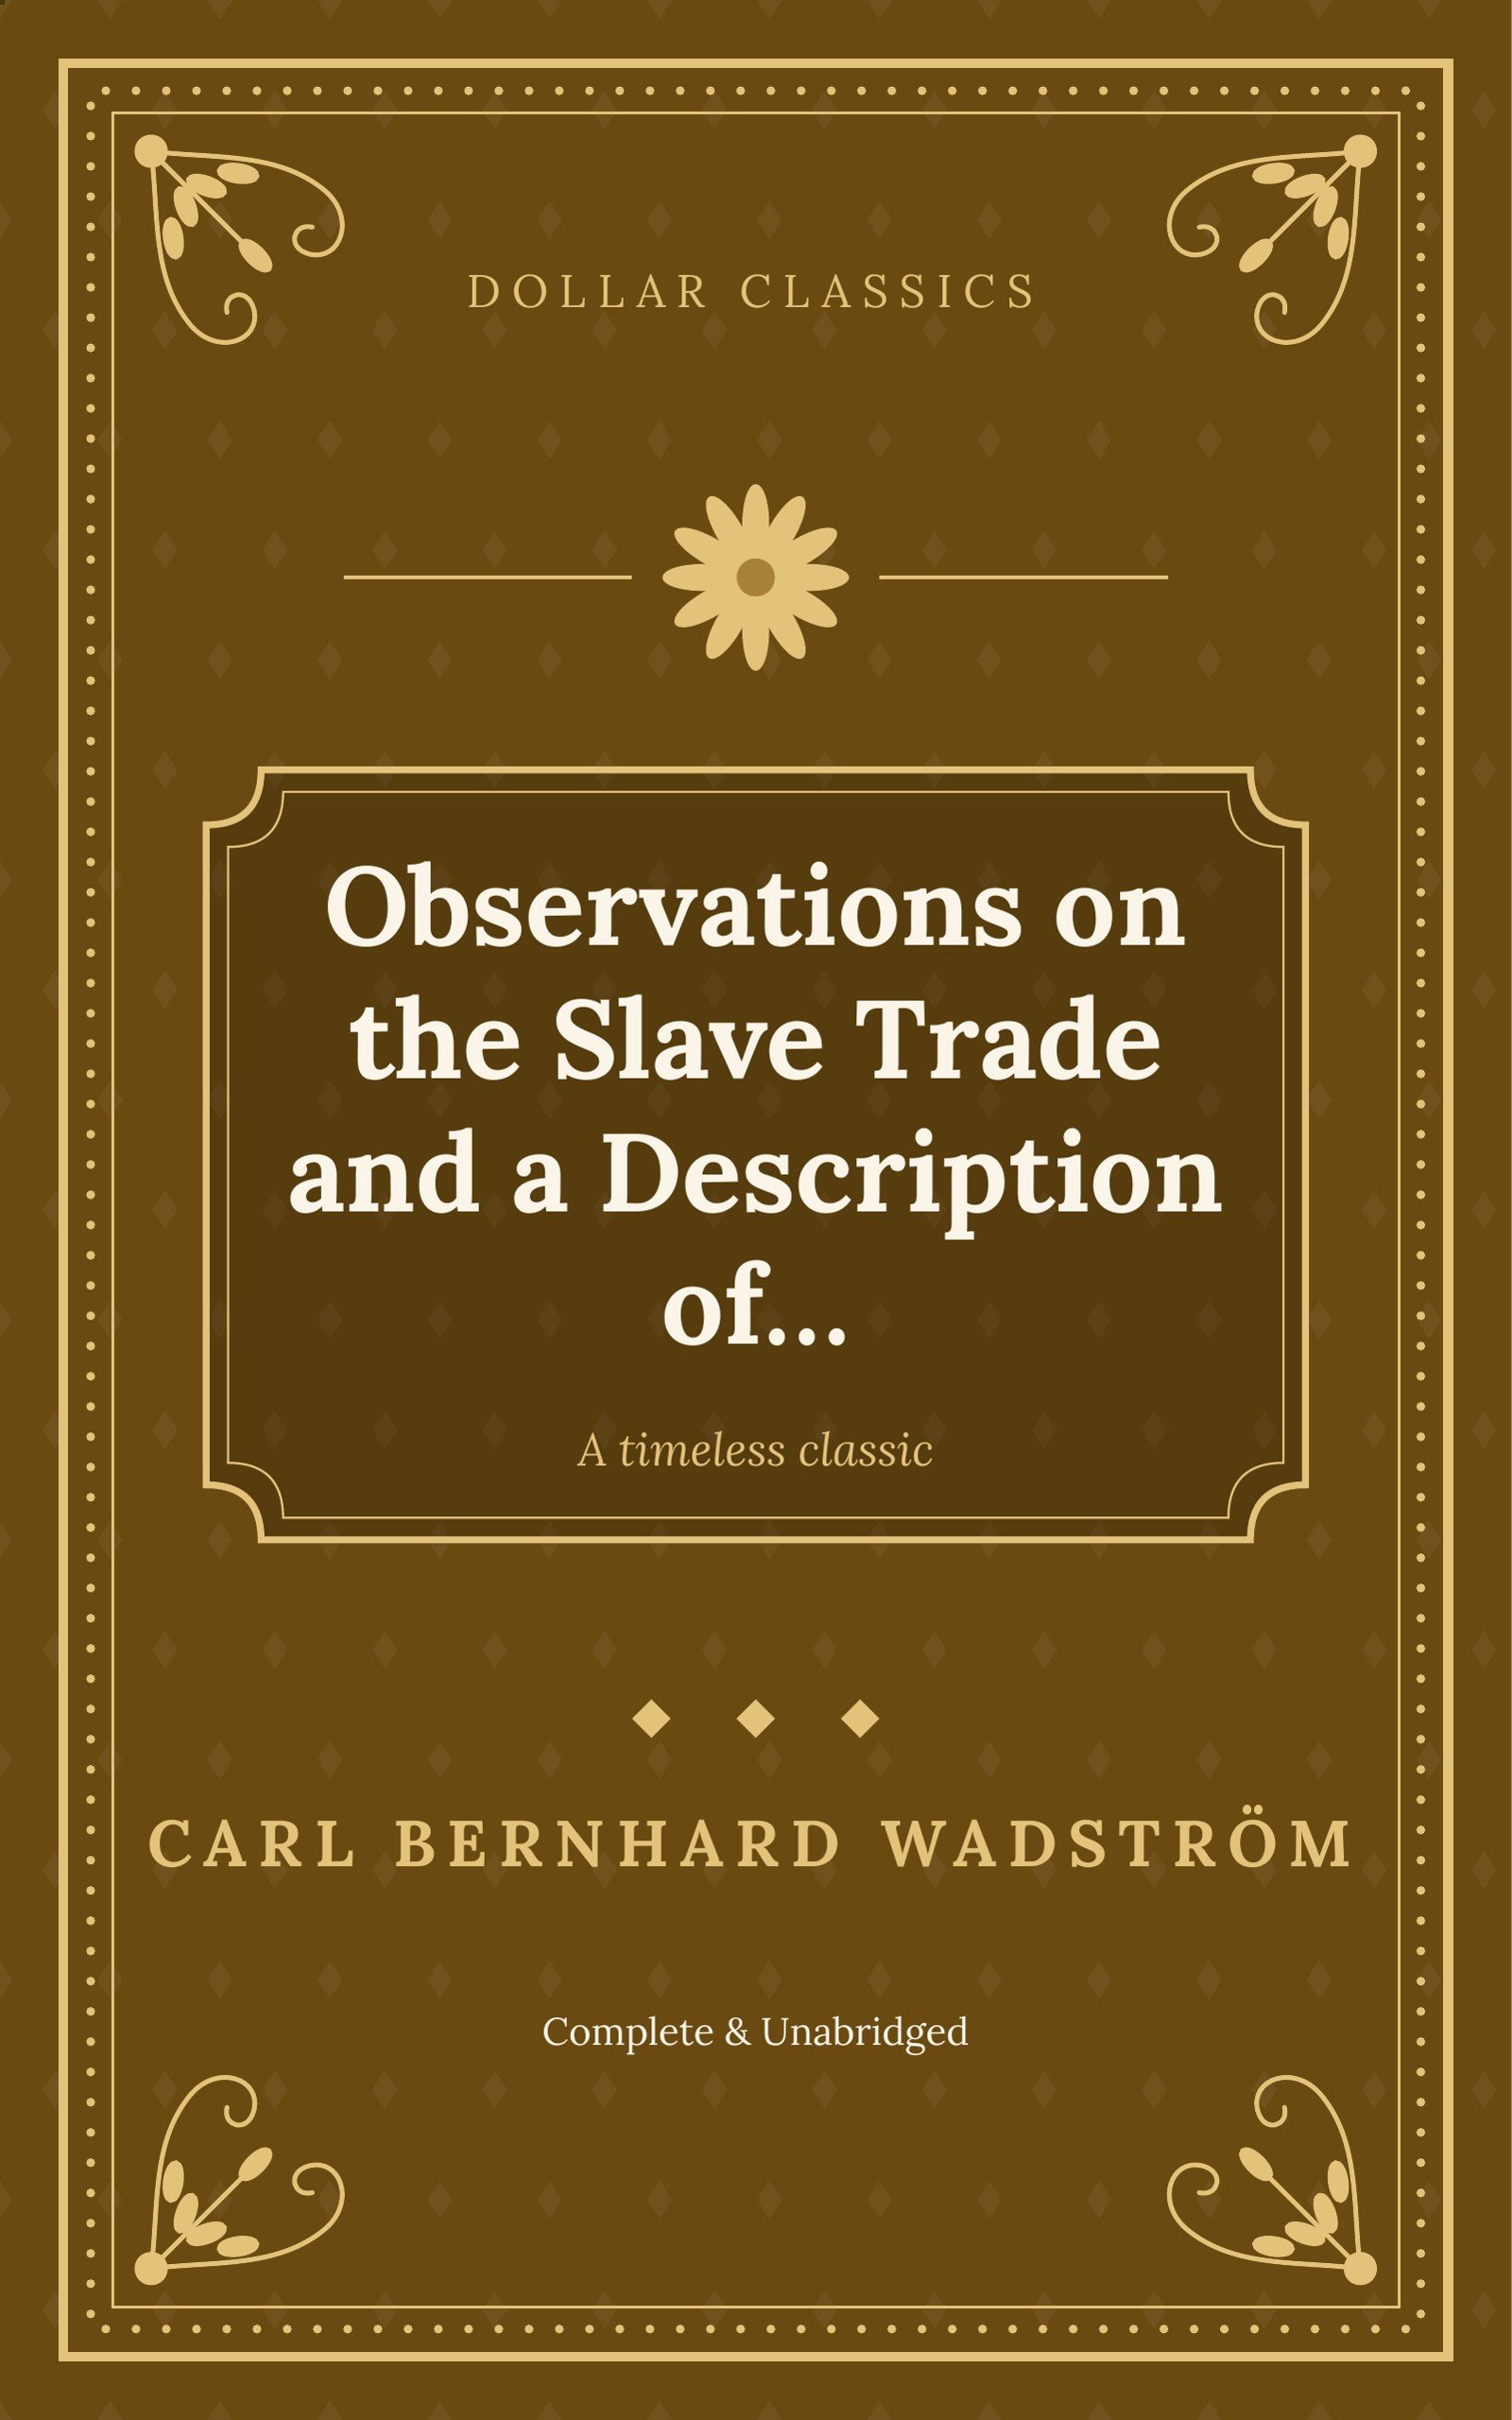 DOLLAR CLASSICS
Observations on
the Slave Trade
and a Description
of...
A timeless classic
CARL BERNHARD WADSTRÖM
Complete & Unabridged